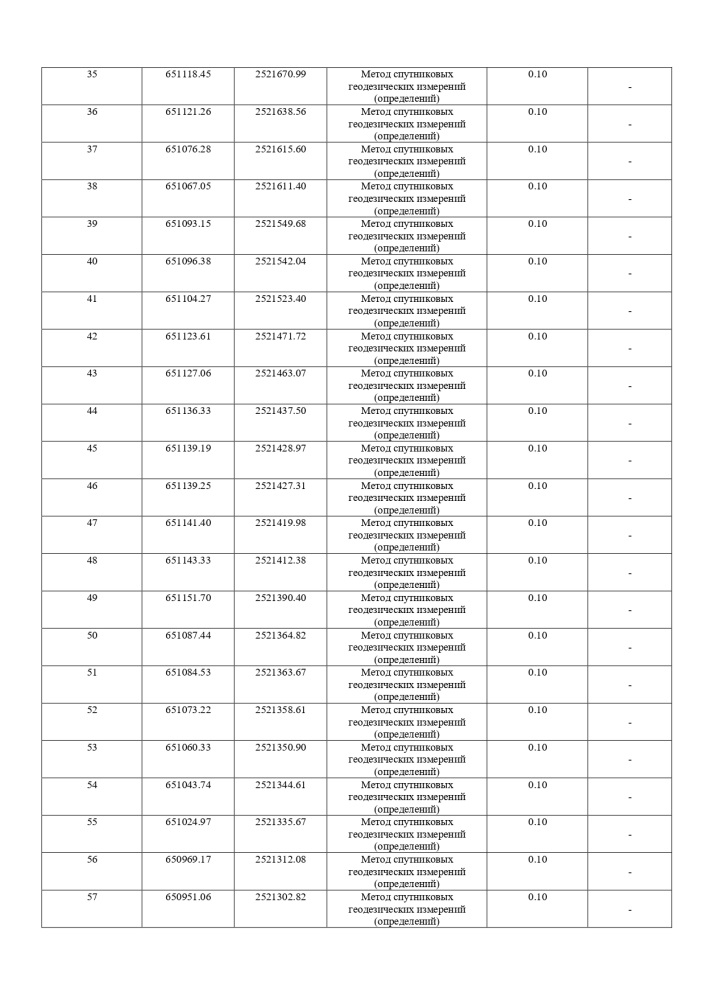 35 651118.45 2521670.99 Метод спутниковых 0.10
геодезических измерений -
(определений)
36 651121.26 2521638.56 Метод спутниковых 0.10
геодезических измерений -
(определений)
37 651076.28 2521615.60 Метод спутниковых 0.10
геодезических измерений -
(определений)
38 651067.05 2521611.40 Метод спутниковых 0.10
геодезических измерений -
(определений)
39 651093.15 2521549.68 Метод спутниковых 0.10
геодезических измерений -
(определений)
40 651096.38 2521542.04 Метод спутниковых 0.10
геодезических измерений -
(определений)
41 651104.27 2521523.40 Метод спутниковых 0.10
геодезических измерений -
(определений)
42 651123.61 2521471.72 Метод спутниковых 0.10
геодезических измерений -
(определений)
43 651127.06 2521463.07 Метод спутниковых 0.10
геодезических измерений -
(определений)
44 651136.33 2521437.50 Метод спутниковых 0.10
геодезических измерений -
(определений)
45 651139.19 2521428.97 Метод спутниковых 0.10
геодезических измерений -
(определений)
46 651139.25 2521427.31 Метод спутниковых 0.10
геодезических измерений -
(определений)
47 651141.40 2521419.98 Метод спутниковых 0.10
геодезических измерений -
(определений)
48 651143.33 2521412.38 Метод спутниковых 0.10
геодезических измерений -
(определений)
49 651151.70 2521390.40 Метод спутниковых 0.10
геодезических измерений -
(определений)
50 651087.44 2521364.82 Метод спутниковых 0.10
геодезических измерений -
(определений)
51 651084.53 2521363.67 Метод спутниковых 0.10
геодезических измерений -
(определений)
52 651073.22 2521358.61 Метод спутниковых 0.10
геодезических измерений -
(определений)
53 651060.33 2521350.90 Метод спутниковых 0.10
геодезических измерений -
(определений)
54 651043.74 2521344.61 Метод спутниковых 0.10
геодезических измерений -
(определений)
55 651024.97 2521335.67 Метод спутниковых 0.10
геодезических измерений -
(определений)
56 650969.17 2521312.08 Метод спутниковых 0.10
геодезических измерений -
(определений)
57 650951.06 2521302.82 Метод спутниковых 0.10
геодезических измерений -
(определений)